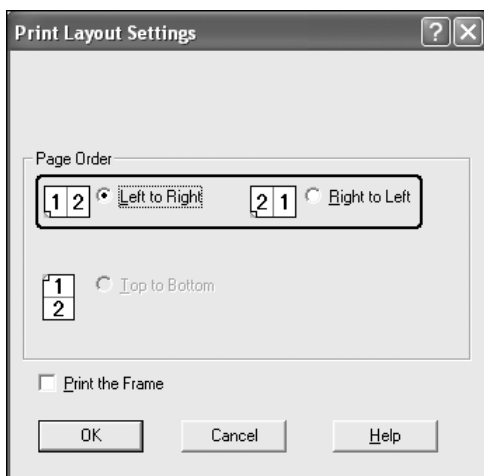 Print Layout Settings
Page Order
1 2 Left to Right 2 1 Right to Left
1
2
Top to Bottom
Print the Frame
OK Cancel Help